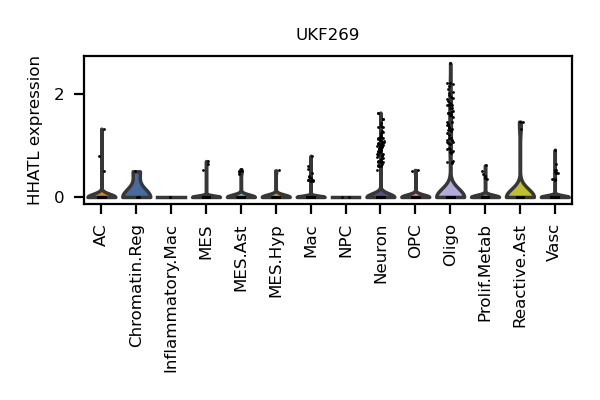 UKF269
HHATL expression
2
0
AC
Chromatin.Reg
Inflammatory.Mac
MES
MES.Ast
MES.Hyp
Mac
NPC
Neuron
OPC
Oligo
Prolif.Metab
Reactive.Ast
Vasc